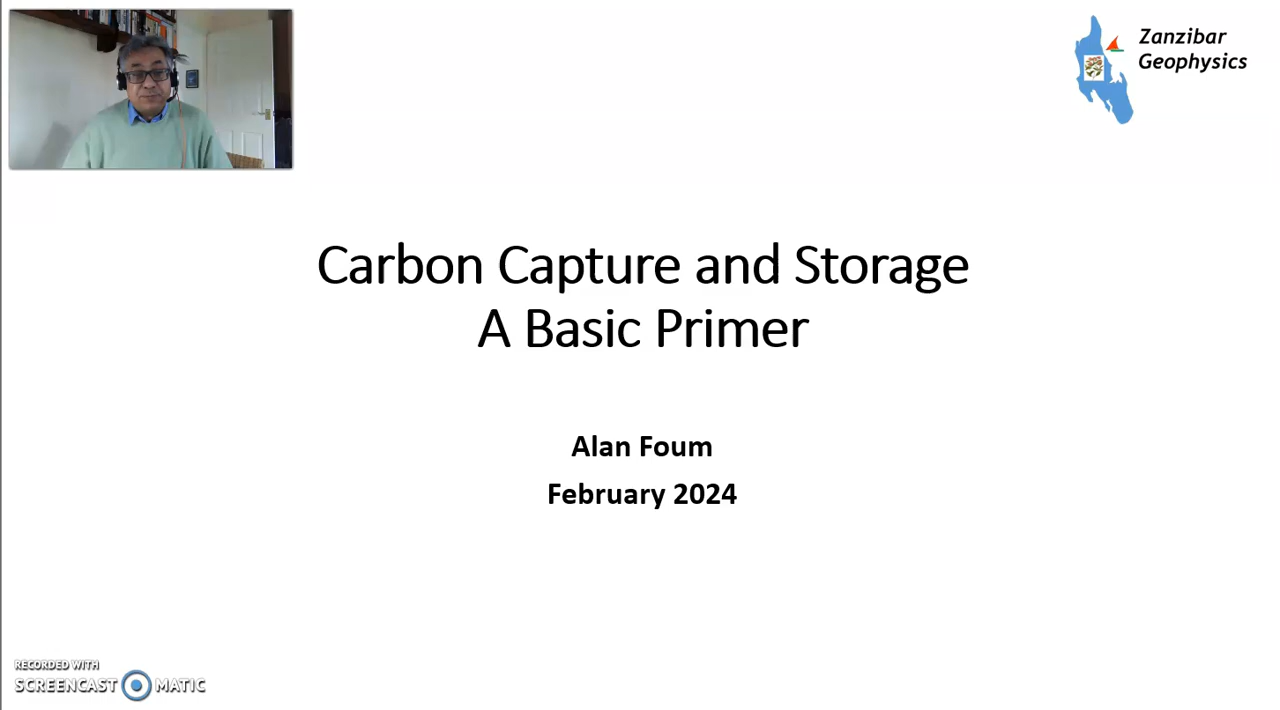 Zanzibar
Geophysics
Carbon Capture and Storage
A Basic Primer
Alan Foum
February 2024
RECORDED WITH
SCREENCAST MATIC